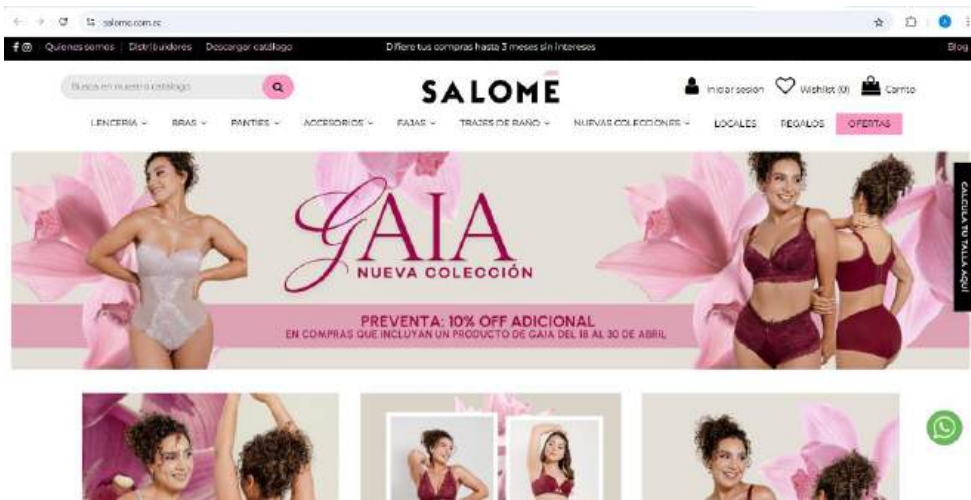 salome.com.ec
Quienes somos | Distribuidores | Descargar catálogo
Difiere tus compras hasta 3 meses sin intereses
Blog
Busca en nuestro catálogo
SALOMÉ
Iniciar sesión
Wishlist (0)
Carrito
LENCERÍA
BRAS
PANTIES
ACCESORIOS
FAJAS
TRAJES DE BAÑO
NUEVAS COLECCIONES
LOCALES
REGALOS
OFERTAS
GAIA
NUEVA COLECCIÓN
PREVENTA: 10% OFF ADICIONAL
EN COMPRAS QUE INCLUYAN UN PRODUCTO DE GAIA DEL 18 AL 30 DE ABRIL
CALCULA TU TALLA AQUÍ